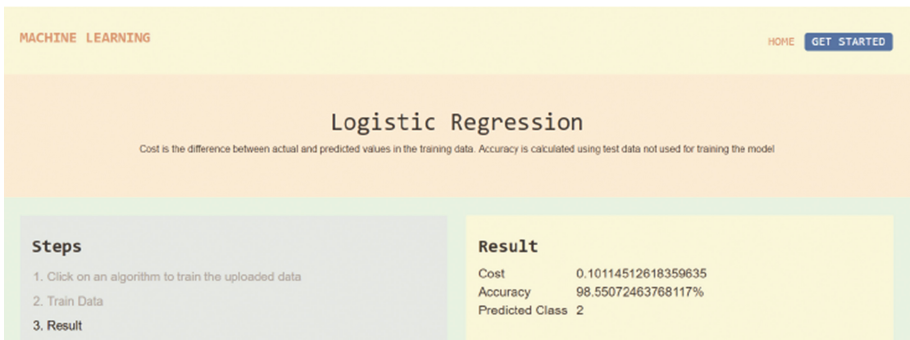 MACHINE LEARNING
HOME GET STARTED
Logistic Regression
Cost is the difference between actual and predicted values in the training data. Accuracy is calculated using test data not used for training the model
Steps
1. Click on an algorithm to train the uploaded data
2. Train Data
3. Result
Result
Cost 0.10114512618359635
Accuracy 98.55072463768117%
Predicted Class 2